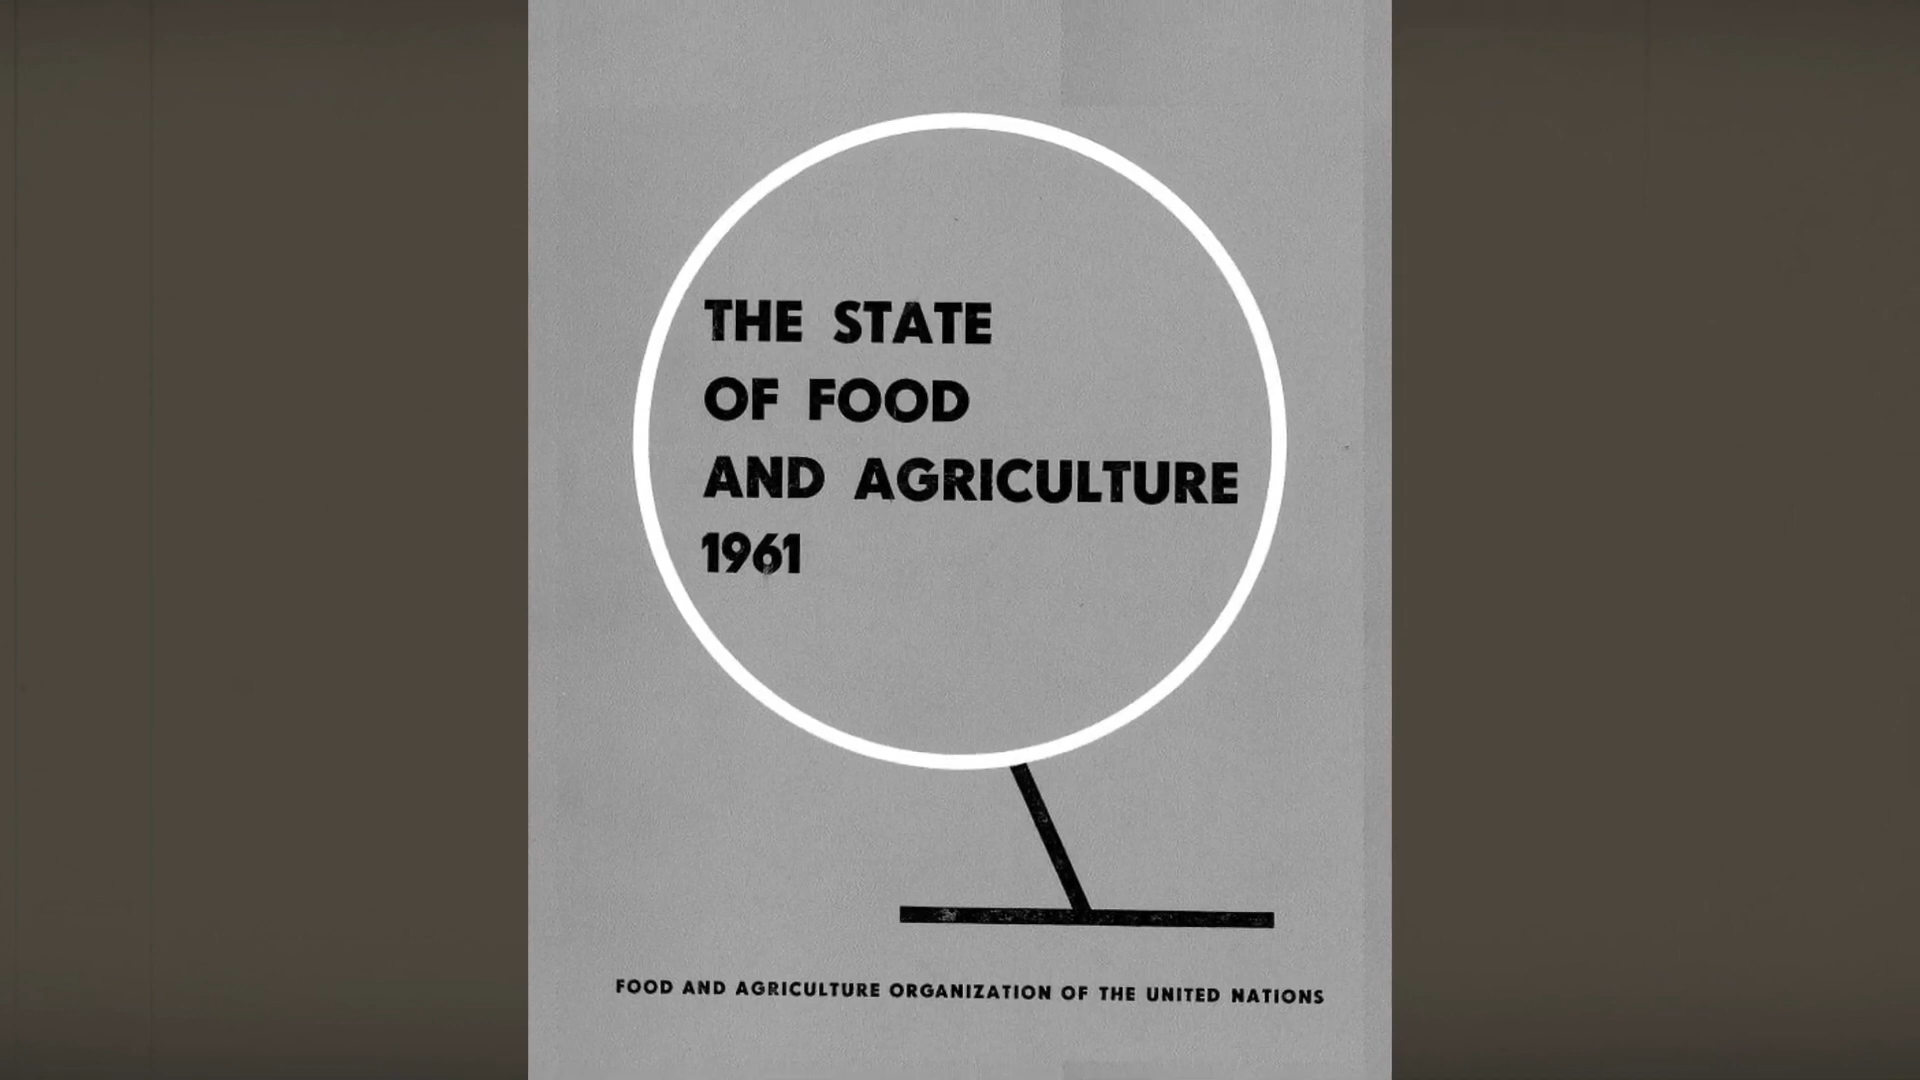 THE STATE
OF FOOD
AND AGRICULTURE
1961
FOOD AND AGRICULTURE ORGANIZATION OF THE UNITED NATIONS